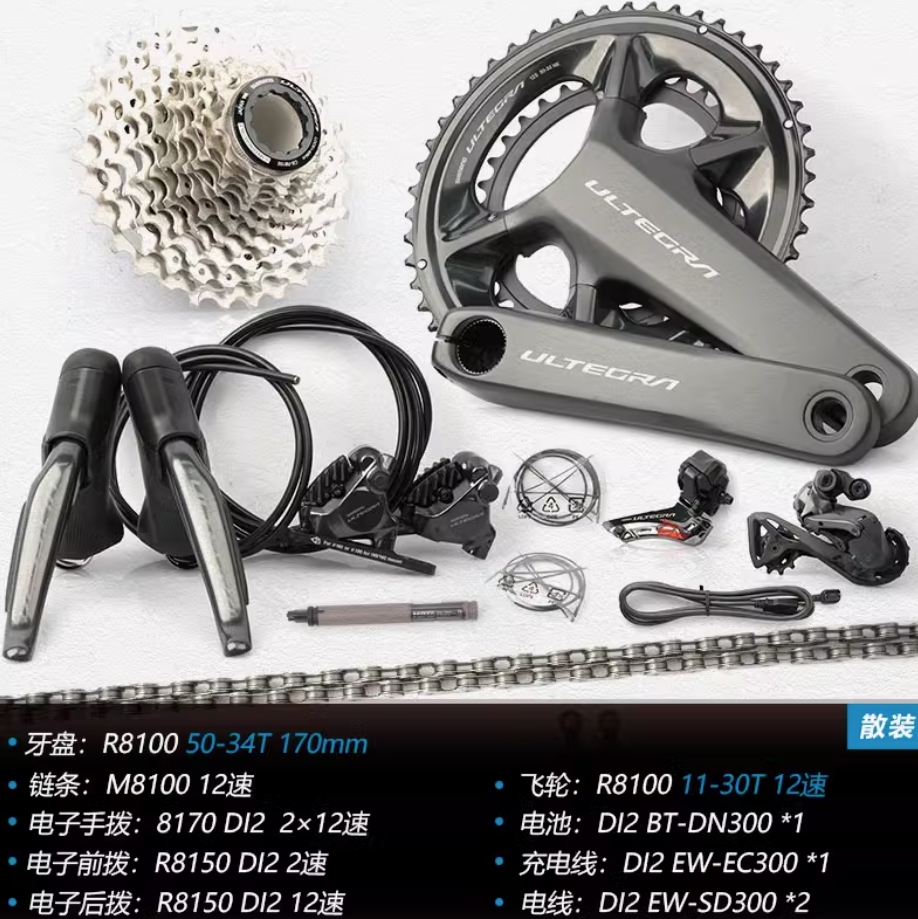 ULTEGRA
ULTEGRA
ULTEGRA
ULTEGRA
ULTEGRA
ULTEGRA
散装
• 牙盘：R8100 50-34T 170mm
• 链条：M8100 12速
• 飞轮：R8100 11-30T 12速
• 电子手拨：8170 DI2 2×12速
• 电池：DI2 BT-DN300 *1
• 电子前拨：R8150 DI2 2速
• 充电线：DI2 EW-EC300 *1
• 电子后拨：R8150 DI2 12速
• 电线：DI2 EW-SD300 *2